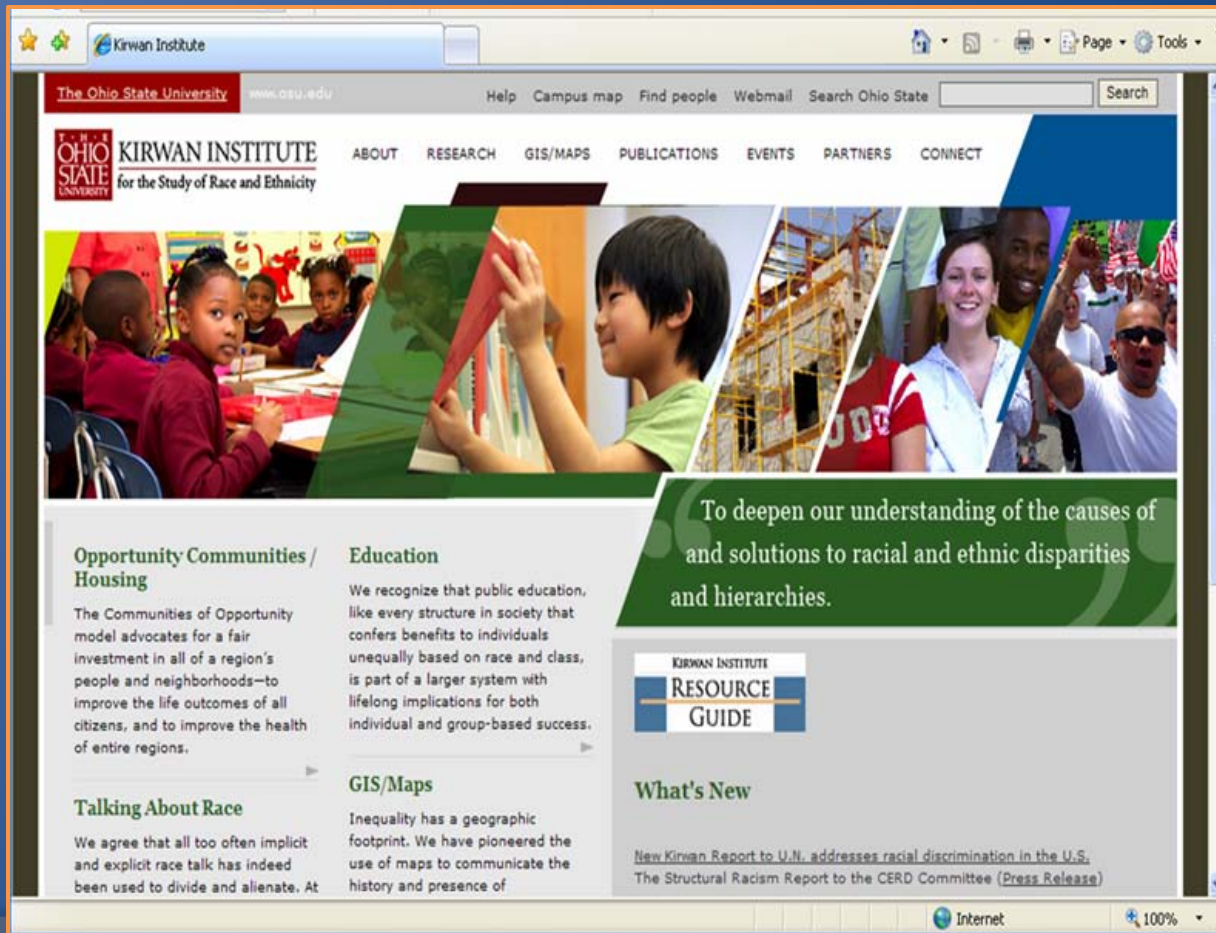 Kirwan Institute
Page
Tools
The Ohio State University
www.osu.edu
Help
Campus map
Find people
Webmail
Search Ohio State
Search
T · H · E
OHIO
STATE
UNIVERSITY
KIRWAN INSTITUTE
for the Study of Race and Ethnicity
ABOUT
RESEARCH
GIS/MAPS
PUBLICATIONS
EVENTS
PARTNERS
CONNECT
“To deepen our understanding of the causes of
and solutions to racial and ethnic disparities
and hierarchies.”
Opportunity Communities /
Housing
The Communities of Opportunity
model advocates for a fair
investment in all of a region's
people and neighborhoods—to
improve the life outcomes of all
citizens, and to improve the health
of entire regions.
Talking About Race
We agree that all too often implicit
and explicit race talk has indeed
been used to divide and alienate. At
Education
We recognize that public education,
like every structure in society that
confers benefits to individuals
unequally based on race and class,
is part of a larger system with
lifelong implications for both
individual and group-based success.
GIS/Maps
Inequality has a geographic
footprint. We have pioneered the
use of maps to communicate the
history and presence of
KIRWAN INSTITUTE
RESOURCE
GUIDE
What's New
New Kirwan Report to U.N. addresses racial discrimination in the U.S.
The Structural Racism Report to the CERD Committee (Press Release)
Internet
100%